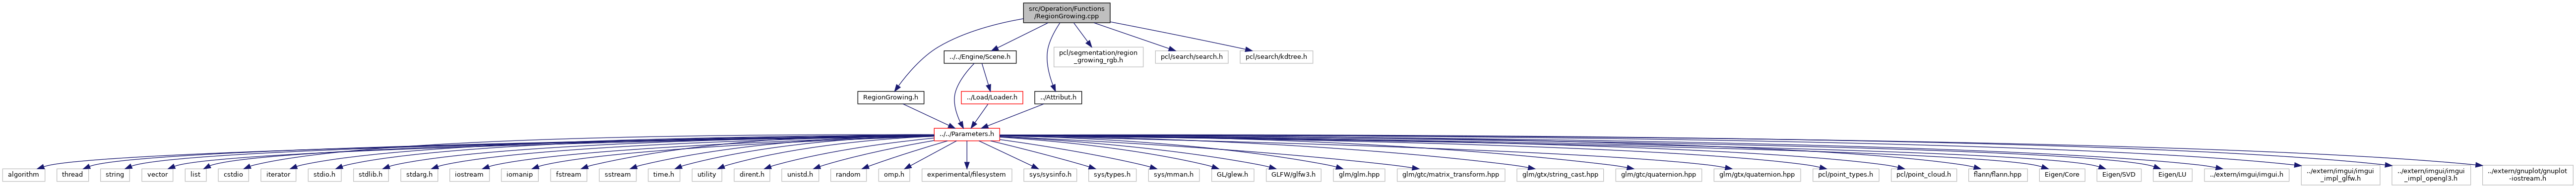 src/Operation/Functions
/RegionGrowing.cpp
../../Engine/Scene.h
pcl/segmentation/region
_growing_rgb.h
pcl/search/search.h
pcl/search/kdtree.h
RegionGrowing.h
../Load/Loader.h
../Attribut.h
../../Parameters.h
algorithm
thread
string
vector
list
cstdio
iterator
stdio.h
stdlib.h
stdarg.h
iostream
iomanip
fstream
sstream
time.h
utility
dirent.h
unistd.h
random
omp.h
experimental/filesystem
sys/sysinfo.h
sys/types.h
sys/mman.h
GL/glew.h
GLFW/glfw3.h
glm/glm.hpp
glm/gtc/matrix_transform.hpp
glm/gtx/string_cast.hpp
glm/gtc/quaternion.hpp
glm/gtx/quaternion.hpp
pcl/point_types.h
pcl/point_cloud.h
flann/flann.hpp
Eigen/Core
Eigen/SVD
Eigen/LU
../extern/imgui/imgui.h
../extern/imgui/imgui
_impl_glfw.h
../extern/imgui/imgui
_impl_opengl3.h
../extern/gnuplot/gnuplot
-iostream.h